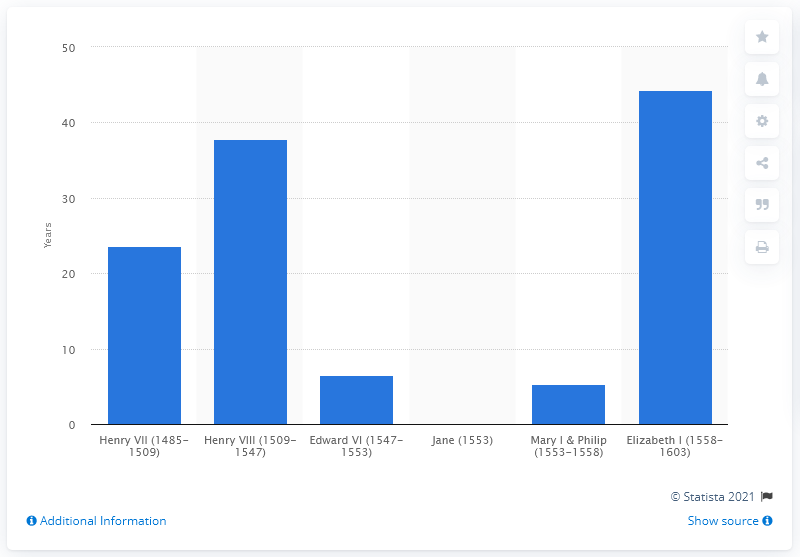 50
40
30
20
10
0
Years
Henry VII (1485-
1509)
Henry VIII (1509-
1547)
Edward VI (1547-
1553)
Jane (1553)
Mary I & Philip
(1553-1558)
Elizabeth I (1558-
1603)
© Statista 2021
Additional Information
Show source